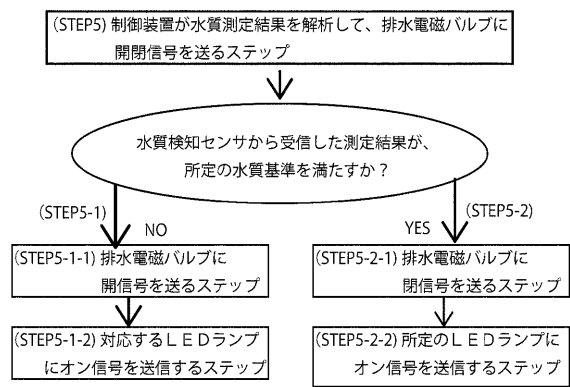 (STEP5) 制御装置が水質測定結果を解析して、排水電磁バルブに
開閉信号を送るステップ
水質検知センサから受信した測定結果が、
所定の水質基準を満たすか？
(STEP5-1)
NO
(STEP5-2)
YES
(STEP5-1-1) 排水電磁バルブに
開信号を送るステップ
(STEP5-2-1) 排水電磁バルブに
閉信号を送るステップ
(STEP5-1-2) 対応するＬＥＤランプ
にオン信号を送信するステップ
(STEP5-2-2) 所定のＬＥＤランプに
オン信号を送信するステップ